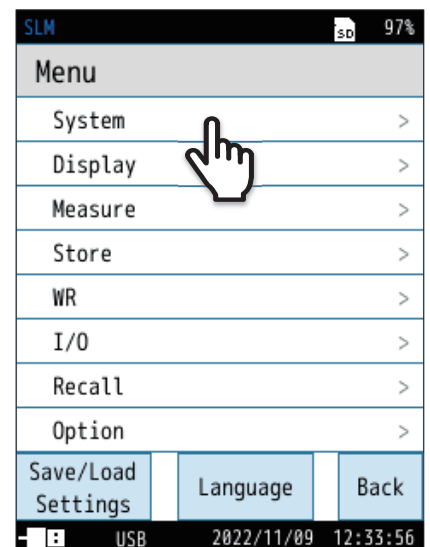 SLM SD 97%
Menu
System >
Display >
Measure >
Store >
WR >
I/O >
Recall >
Option >
Save/Load Settings Language Back
USB 2022/11/09 12:33:56